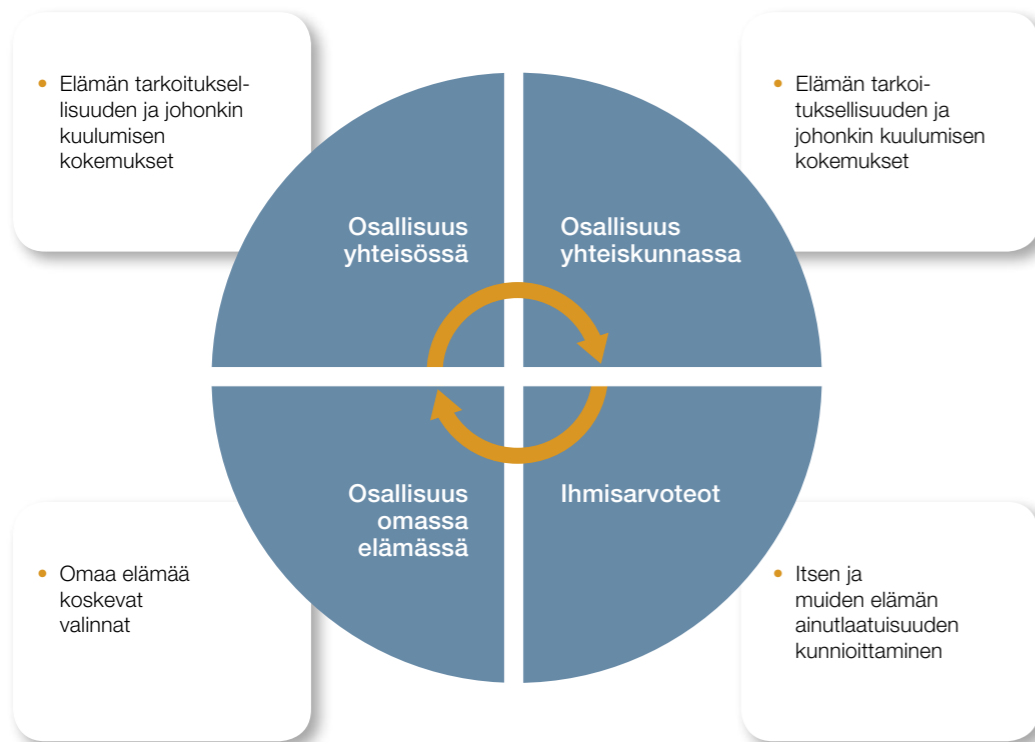 • Elämän tarkoituksel-
lisuuden ja johonkin
kuulumisen
kokemukset
• Elämän tarkoi-
tuksellisuuden ja
johonkin kuulumisen
kokemukset
Osallisuus
yhteisössä
Osallisuus
yhteiskunnassa
Osallisuus
omassa
elämässä
Ihmisarvoteot
• Omaa elämää
koskevat
valinnat
• Itsen ja
muiden elämän
ainutlaatuisuuden
kunnioittaminen